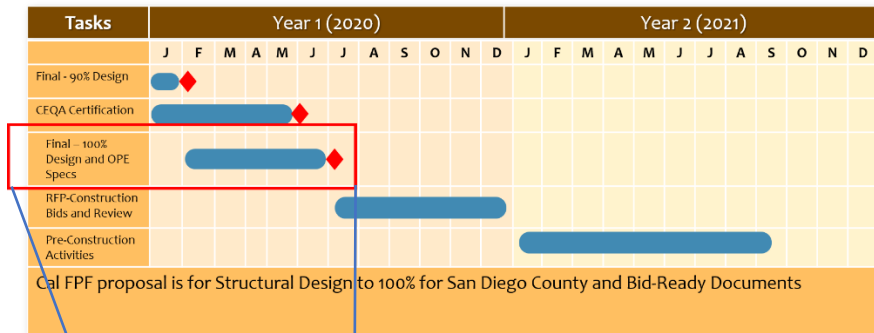 Tasks Year 1 (2020) Year 2 (2021)
J F M A M J J A S O N D J F M A M J J A S O N D
Final - 90% Design
CEQA Certification
Final – 100%
Design and OPE
Specs
RFP-Construction
Bids and Review
Pre-Construction
Activities
Cal FPF proposal is for Structural Design to 100% for San Diego County and Bid-Ready Documents